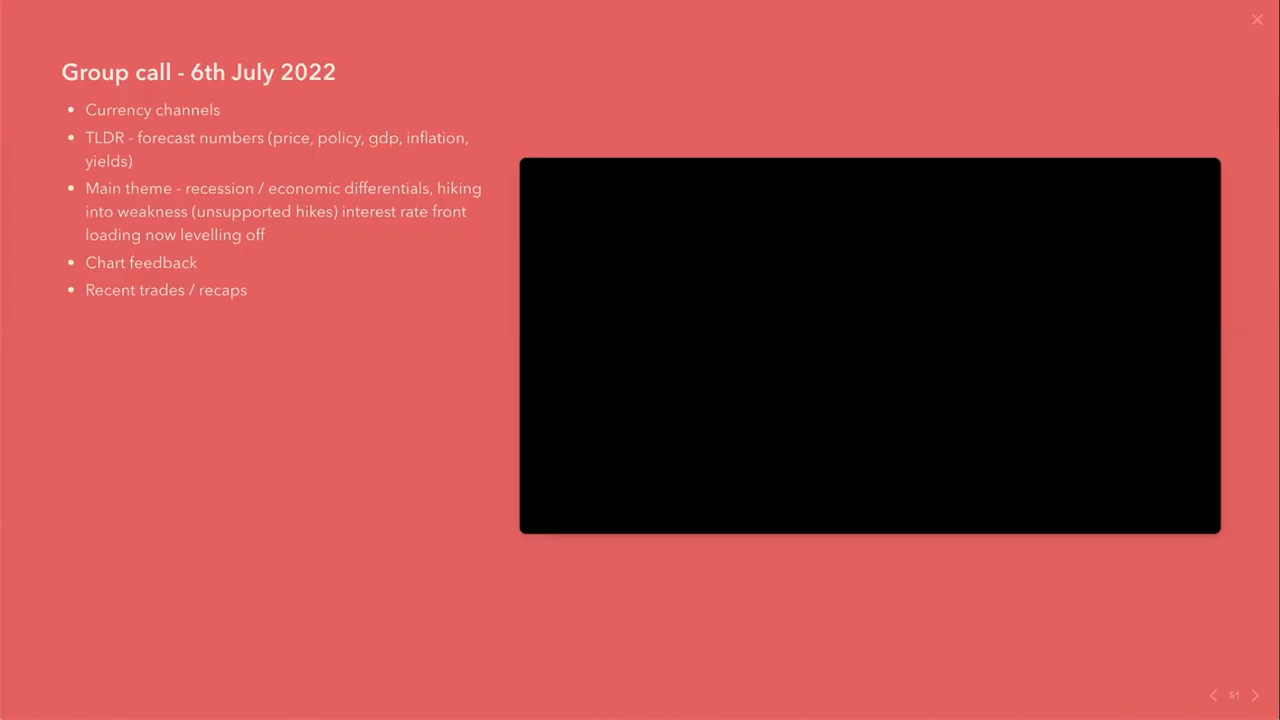 Group call - 6th July 2022
• Currency channels
• TLDR - forecast numbers (price, policy, gdp, inflation,
yields)
• Main theme - recession / economic differentials, hiking
into weakness (unsupported hikes) interest rate front
loading now levelling off
• Chart feedback
• Recent trades / recaps
51